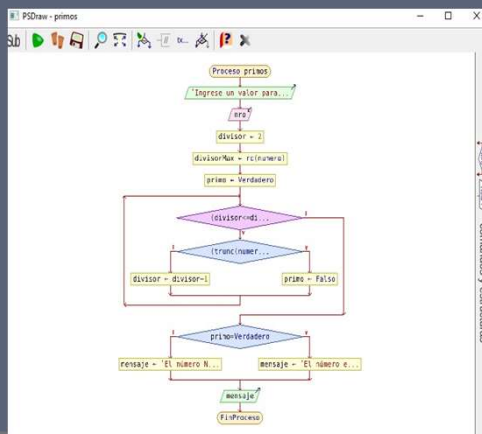 PSDraw - primos
Proceso primos
'Ingrese un valor para...
divisor ← 2
divisorMax ← rc(numero)
primo ← Verdadero
(divisor<=di...
(trunc(numer...
divisor ← divisor-1
primo ← Falso
primo=Verdadero
mensaje ← 'El número N...
mensaje ← 'El número e...
mensaje
FinProceso